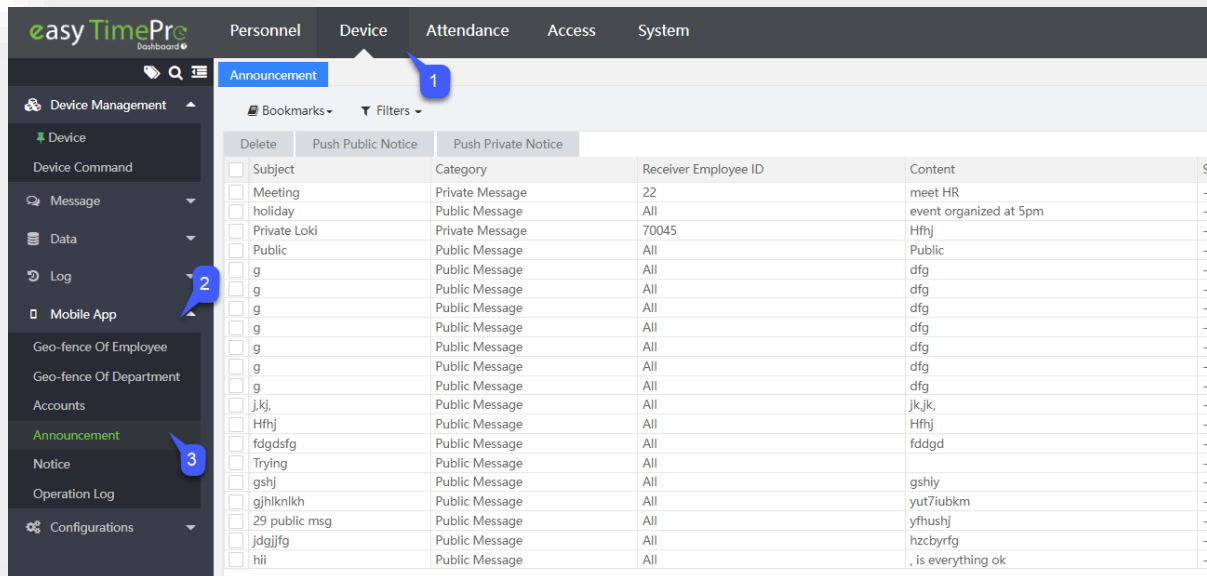 easy TimePro Personnel Device Attendance Access System
Dashboard
1
Announcement
Bookmarks Filters
Delete Push Public Notice Push Private Notice
Subject Category Receiver Employee ID Content S
Meeting Private Message 22 meet HR -
holiday Public Message All event organized at 5pm -
Private Loki Private Message 70045 Hfhj -
Public Public Message All Public -
g Public Message All dfg -
g Public Message All dfg -
g Public Message All dfg -
g Public Message All dfg -
g Public Message All dfg -
g Public Message All dfg -
g Public Message All dfg -
j,kj, Public Message All jk,jk, -
Hfhj Public Message All Hfhj -
fdgdsfg Public Message All fddgd -
Trying Public Message All -
gshj Public Message All gshiy -
gjhlknlkh Public Message All yut7iubkm -
29 public msg Public Message All yfhushj -
jdgjjfg Public Message All hzcbyrfg -
hii Public Message All , is everything ok -
Device Management
Device
Device Command
Message
Data
Log
2
Mobile App
Geo-fence Of Employee
Geo-fence Of Department
Accounts
Announcement
3
Notice
Operation Log
Configurations